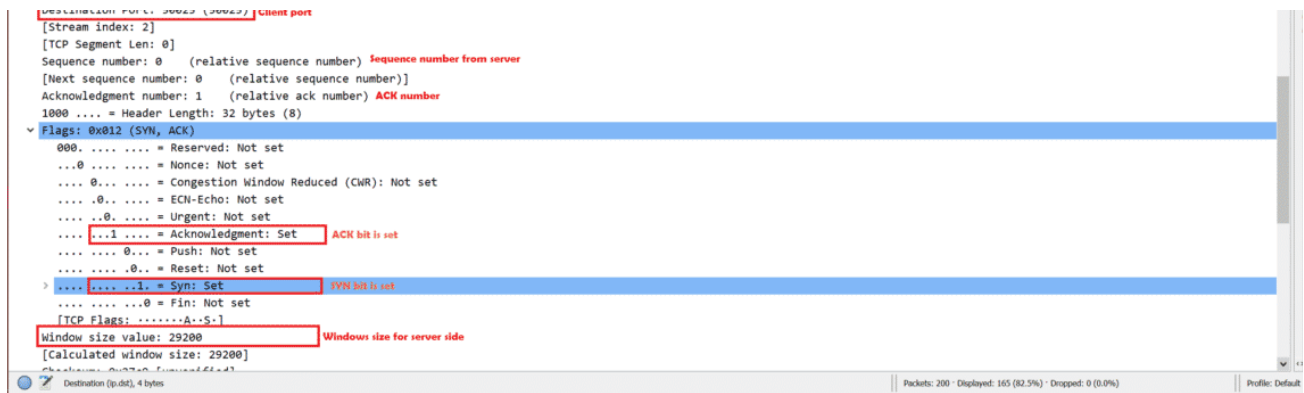 Destination Port: 50025 (50025) Client port
[Stream index: 2]
[TCP Segment Len: 0]
Sequence number: 0 (relative sequence number) Sequence number from server
[Next sequence number: 0 (relative sequence number)]
Acknowledgment number: 1 (relative ack number) ACK number
1000 .... = Header Length: 32 bytes (8)
Flags: 0x012 (SYN, ACK)
000. .... .... = Reserved: Not set
...0 .... .... = Nonce: Not set
.... 0... .... = Congestion Window Reduced (CWR): Not set
.... .0.. .... = ECN-Echo: Not set
.... ..0. .... = Urgent: Not set
.... ...1 .... = Acknowledgment: Set ACK bit is set
.... .... 0... = Push: Not set
.... .... .0.. = Reset: Not set
.... .... ..1. = Syn: Set SYN bit is set
.... .... ...0 = Fin: Not set
[TCP Flags: ·······A··S·]
Window size value: 29200 Windows size for server side
[Calculated window size: 29200]
Destination (ip.dst), 4 bytes Packets: 200 · Displayed: 165 (82.5%) · Dropped: 0 (0.0%) Profile: Default